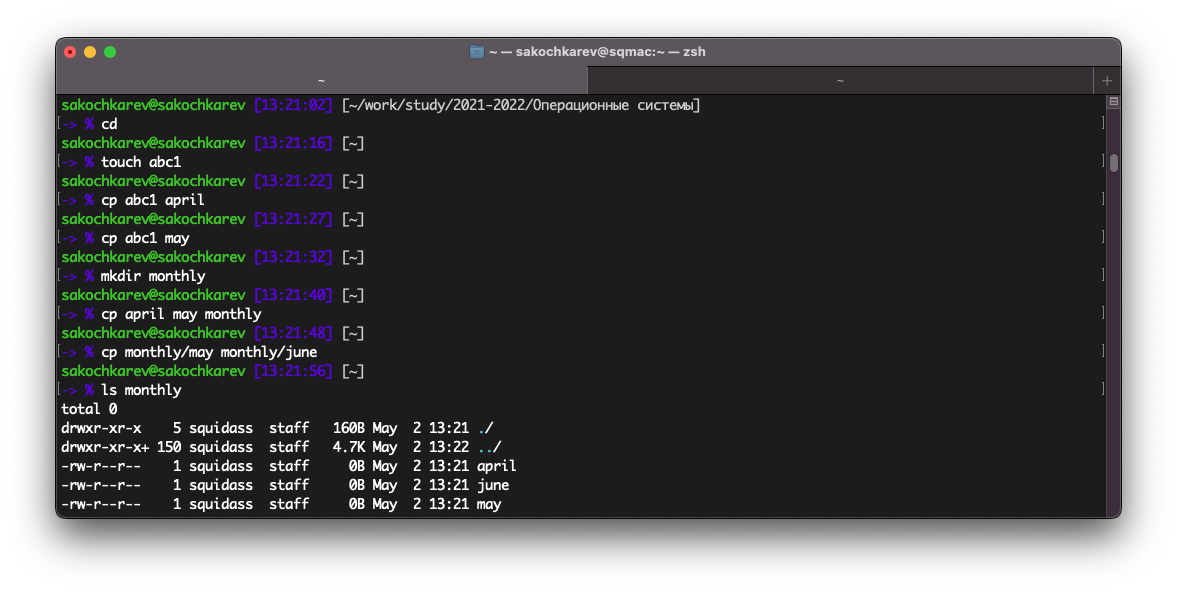 ~ — sakochkarev@sqmac:~ — zsh
~ ~ +
sakochkarev@sakochkarev [13:21:02] [~/work/study/2021-2022/Операционные системы]
[-> % cd ]
sakochkarev@sakochkarev [13:21:16] [~]
[-> % touch abc1 ]
sakochkarev@sakochkarev [13:21:22] [~]
[-> % cp abc1 april ]
sakochkarev@sakochkarev [13:21:27] [~]
[-> % cp abc1 may ]
sakochkarev@sakochkarev [13:21:32] [~]
[-> % mkdir monthly ]
sakochkarev@sakochkarev [13:21:40] [~]
[-> % cp april may monthly ]
sakochkarev@sakochkarev [13:21:48] [~]
[-> % cp monthly/may monthly/june ]
sakochkarev@sakochkarev [13:21:56] [~]
[-> % ls monthly ]
total 0
drwxr-xr-x    5 squidass  staff   160B May  2 13:21 ./
drwxr-xr-x+ 150 squidass  staff   4.7K May  2 13:22 ../
-rw-r--r--    1 squidass  staff     0B May  2 13:21 april
-rw-r--r--    1 squidass  staff     0B May  2 13:21 june
-rw-r--r--    1 squidass  staff     0B May  2 13:21 may